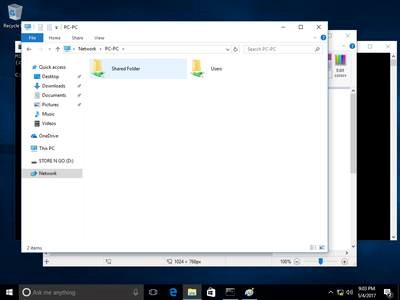 Recycle
PC-PC
File
Home
Share
View
Network
PC-PC
Search PC-PC
Quick access
Desktop
Downloads
Documents
Pictures
Music
Videos
OneDrive
This PC
STORE N GO (D:)
Network
Shared Folder
Users
Edit
colors
2 items
1024 × 768px
100%
Ask me anything
9:03 PM
5/4/2017